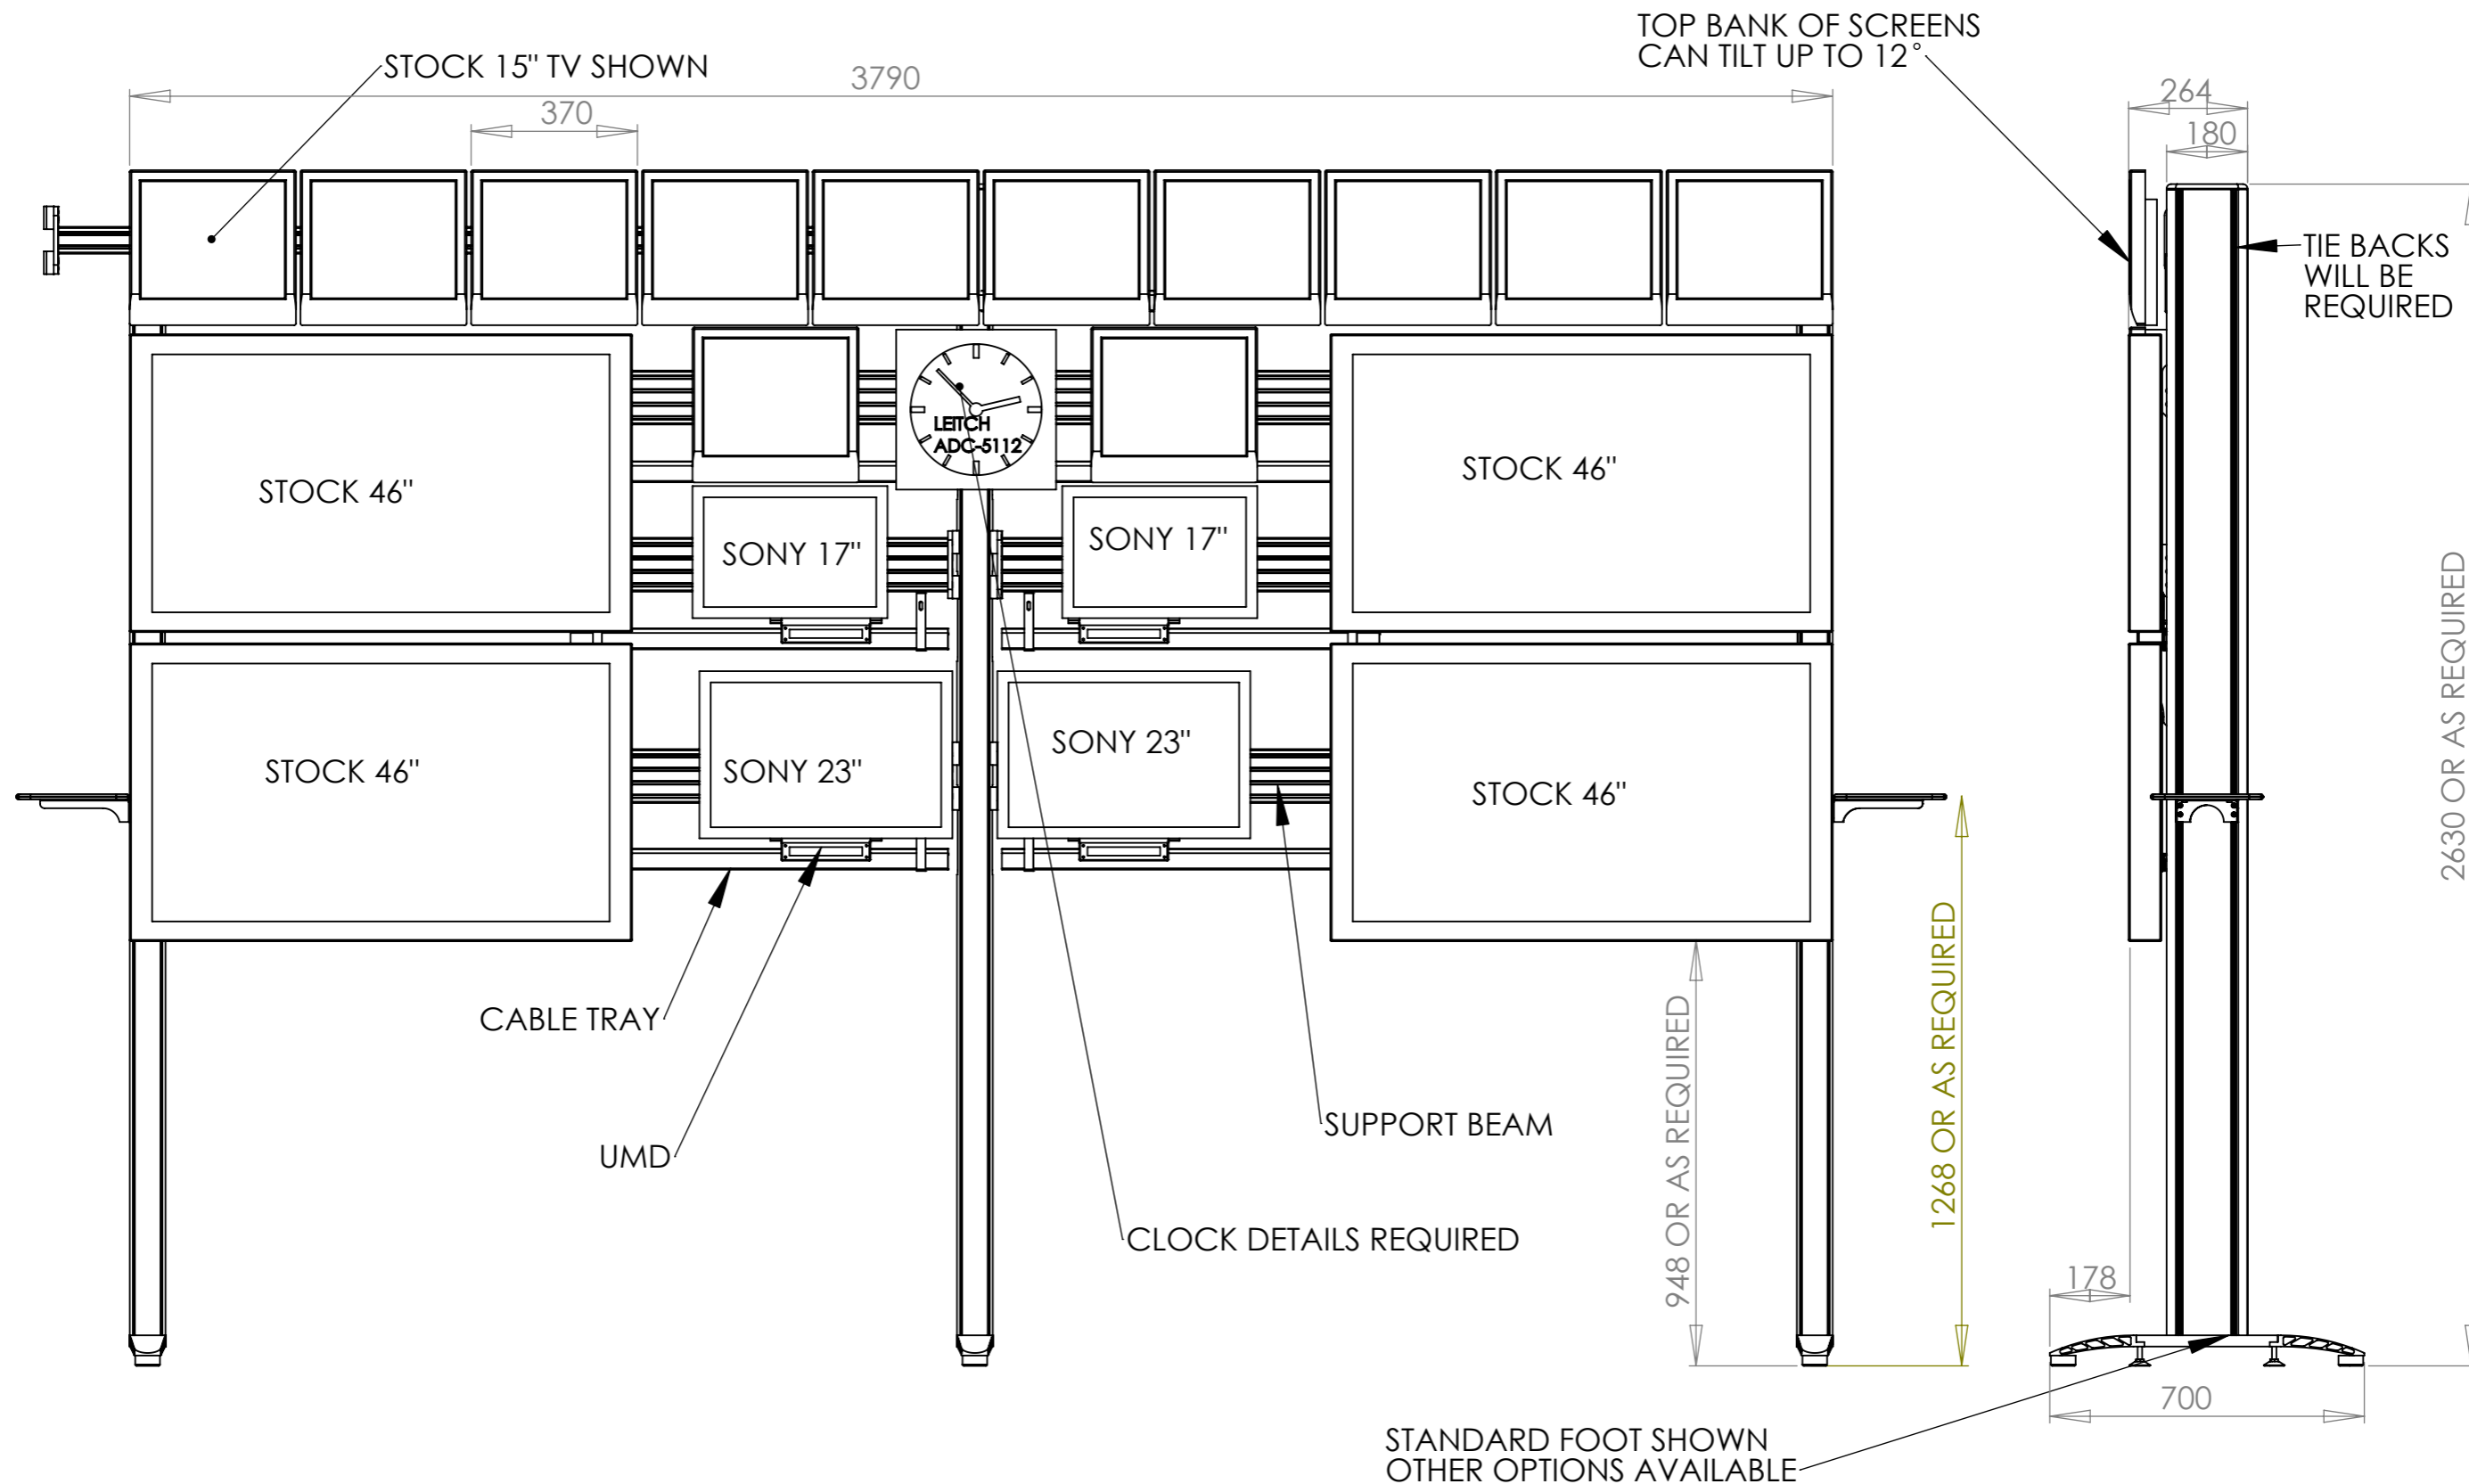 TOP BANK OF SCREENS
CAN TILT UP TO 12°
STOCK 15" TV SHOWN
3790
370
264
180
TIE BACKS
WILL BE
REQUIRED
LEITCH
ADC-5112
STOCK 46"
STOCK 46"
SONY 17"
SONY 17"
2630 OR AS REQUIRED
STOCK 46"
SONY 23"
SONY 23"
STOCK 46"
CABLE TRAY
UMD
SUPPORT BEAM
CLOCK DETAILS REQUIRED
948 OR AS REQUIRED
1268 OR AS REQUIRED
178
700
STANDARD FOOT SHOWN
OTHER OPTIONS AVAILABLE